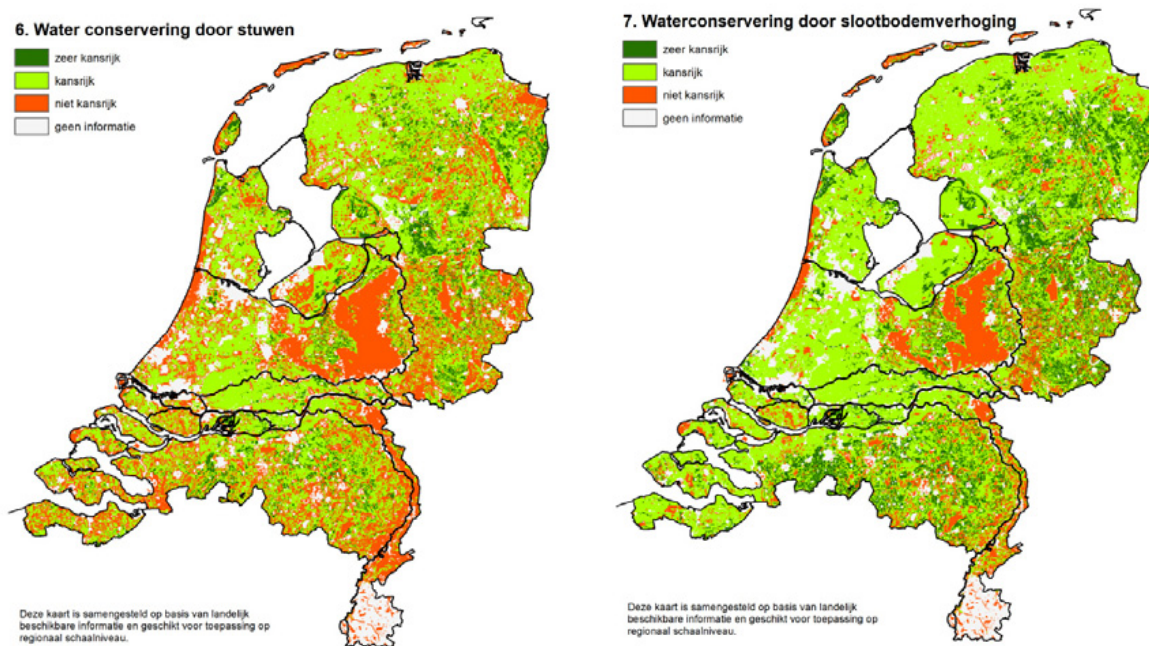 6. Water conservering door stuwen
zeer kansrijk
kansrijk
niet kansrijk
geen informatie
Deze kaart is samengesteld op basis van landelijk
beschikbare informatie en geschikt voor toepassing op
regionaal schaalniveau.
7. Waterconservering door slootbodemverhoging
zeer kansrijk
kansrijk
niet kansrijk
geen informatie
Deze kaart is samengesteld op basis van landelijk
beschikbare informatie en geschikt voor toepassing op
regionaal schaalniveau.